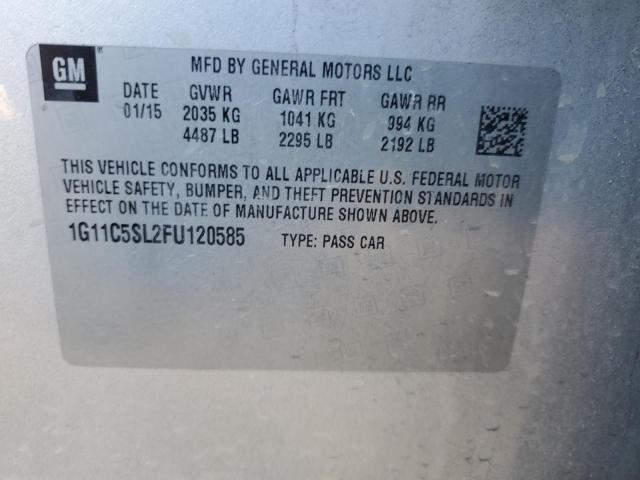 GM
MFD BY GENERAL MOTORS LLC
DATE GVWR GAWR FRT GAWR RR
01/15 2035 KG 1041 KG 994 KG
4487 LB 2295 LB 2192 LB
THIS VEHICLE CONFORMS TO ALL APPLICABLE U.S. FEDERAL MOTOR
VEHICLE SAFETY, BUMPER, AND THEFT PREVENTION STANDARDS IN
EFFECT ON THE DATE OF MANUFACTURE SHOWN ABOVE.
1G11C5SL2FU120585 TYPE: PASS CAR